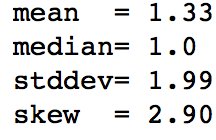 mean  = 1.33
median= 1.0
stddev= 1.99
skew  = 2.90